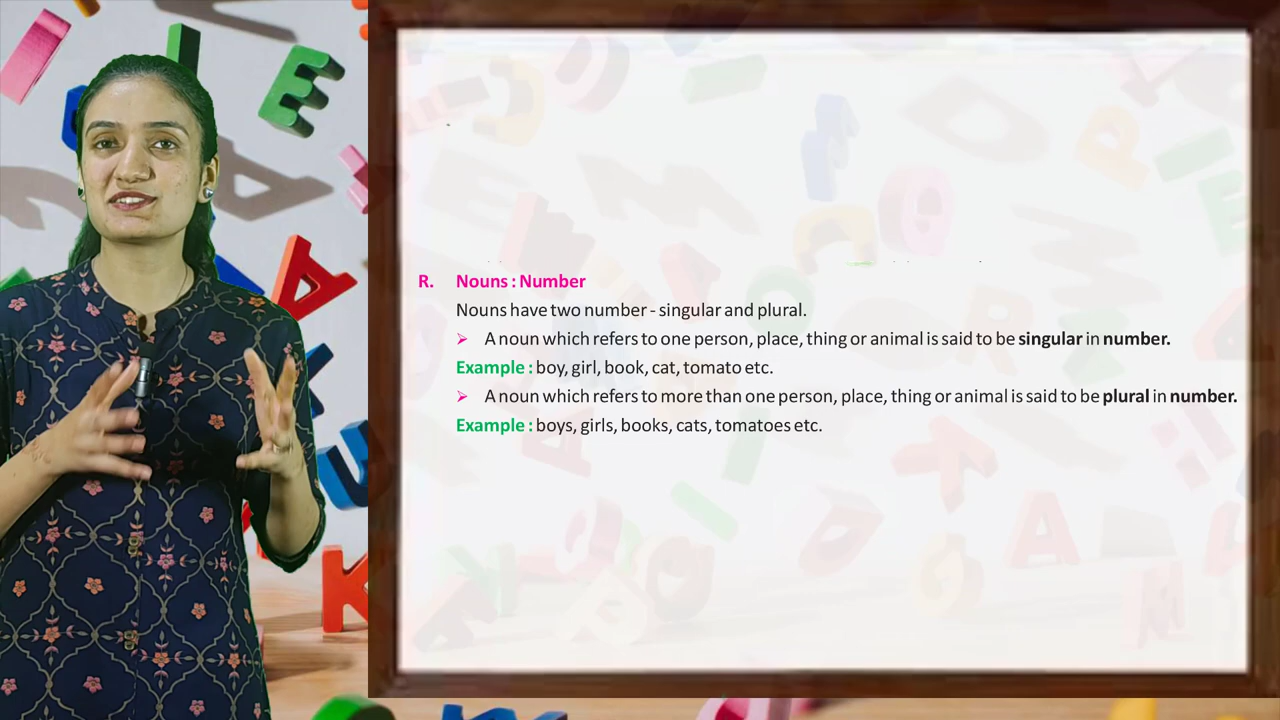 R. Nouns : Number
Nouns have two number - singular and plural.
➢ A noun which refers to one person, place, thing or animal is said to be singular in number.
Example : boy, girl, book, cat, tomato etc.
➢ A noun which refers to more than one person, place, thing or animal is said to be plural in number.
Example : boys, girls, books, cats, tomatoes etc.